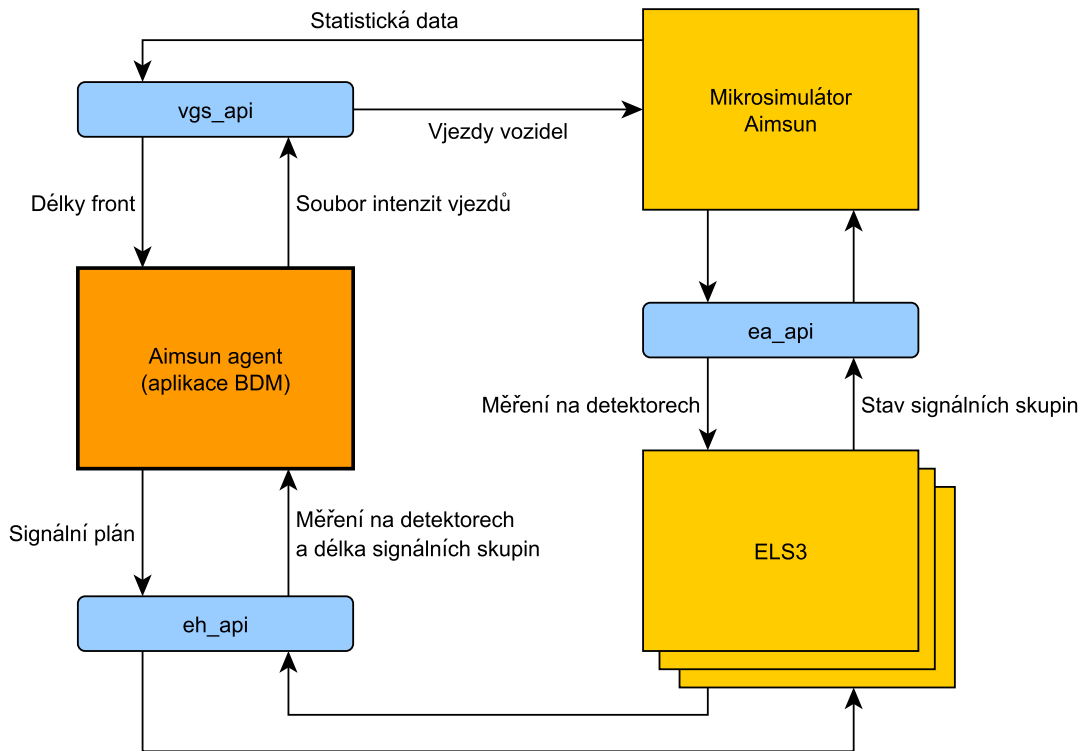 Statistická data
vgs_api
Mikrosimulátor
Aimsun
Vjezdy vozidel
Délky front
Soubor intenzit vjezdů
Aimsun agent
(aplikace BDM)
ea_api
Měření na detektorech
Stav signálních skupin
Signální plán
Měření na detektorech
a délka signálních skupin
ELS3
eh_api